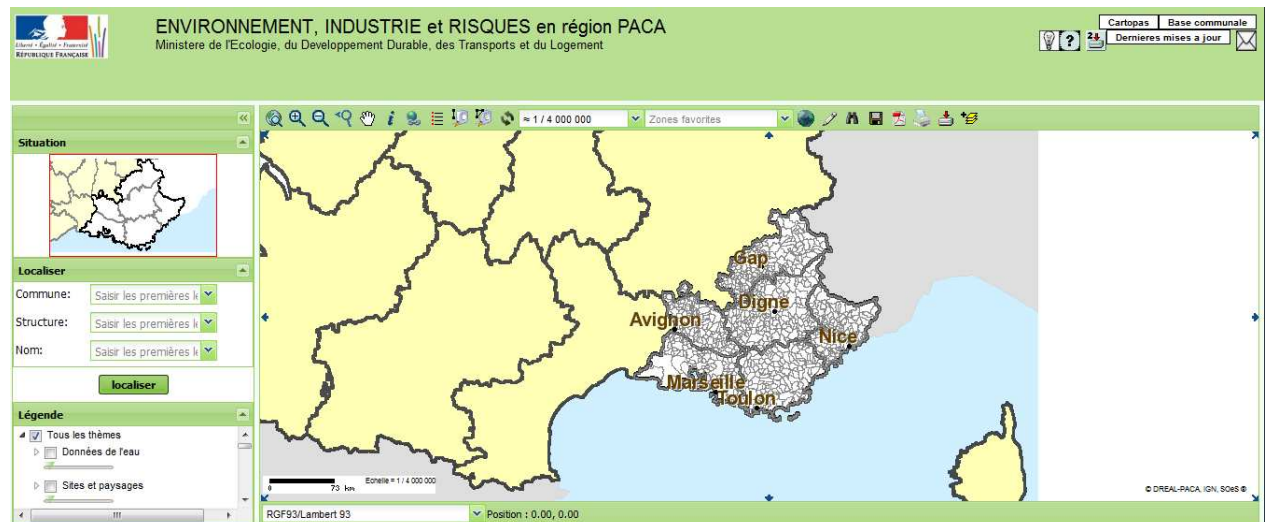 ENVIRONNEMENT, INDUSTRIE et RISQUES en région PACA
Ministere de l'Ecologie, du Developpement Durable, des Transports et du Logement
Liberté • Égalité • Fraternité
RÉPUBLIQUE FRANÇAISE
Cartopas
Base communale
Dernieres mises a jour
≈ 1 / 4 000 000
Zones favorites
Situation
Localiser
Commune:
Saisir les premières le
Structure:
Saisir les premières le
Nom:
Saisir les premières le
localiser
Légende
Tous les thèmes
Données de l'eau
Sites et paysages
Gap
Digne
Avignon
Nice
Marseille
Toulon
0
73 km
Echelle = 1 / 4 000 000
© DREAL-PACA, IGN, SOeS ©
RGF93/Lambert 93
Position : 0.00, 0.00